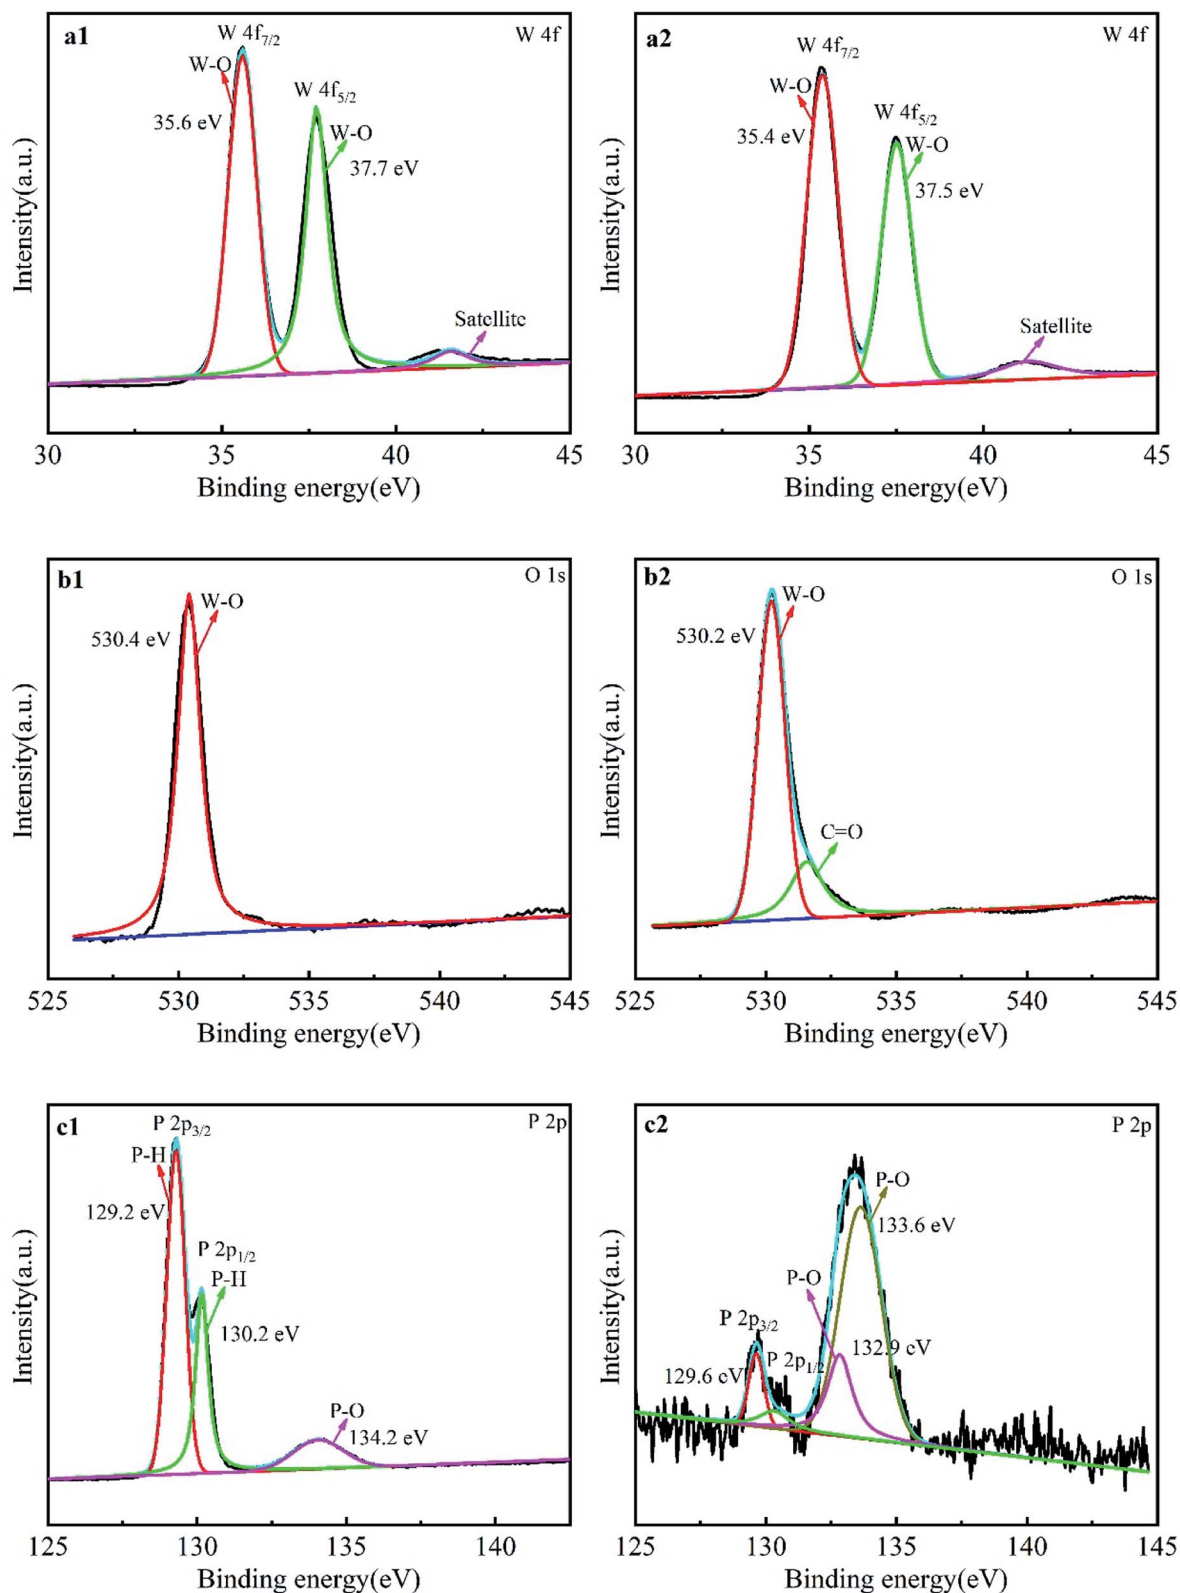 a1
W 4f7/2
W 4f
W-O
W 4f5/2
35.6 eV
W-O
37.7 eV
Satellite
Intensity(a.u.)
30 35 40 45
Binding energy(eV)
a2
W 4f7/2
W 4f
W-O
W 4f5/2
35.4 eV
W-O
37.5 eV
Satellite
Intensity(a.u.)
30 35 40 45
Binding energy(eV)
b1
O 1s
W-O
530.4 eV
Intensity(a.u.)
525 530 535 540 545
Binding energy(eV)
b2
O 1s
W-O
530.2 eV
C=O
Intensity(a.u.)
525 530 535 540 545
Binding energy(eV)
c1
P 2p3/2
P 2p
P-H
129.2 eV
P 2p1/2
P-H
130.2 eV
P-O
134.2 eV
Intensity(a.u.)
125 130 135 140
Binding energy(eV)
c2
P 2p
P-O
133.6 eV
P-O
P 2p3/2
132.9 eV
P 2p1/2
129.6 eV
Intensity(a.u.)
125 130 135 140 145
Binding energy(eV)